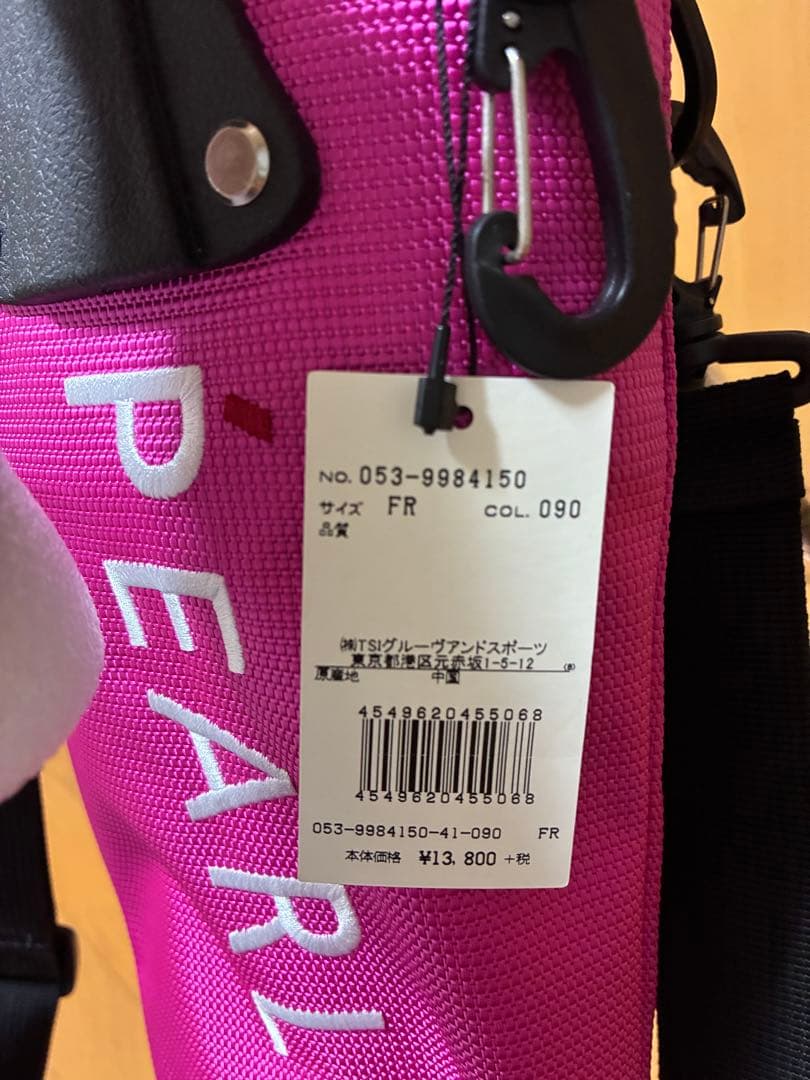 PEARL
NO. 053-9984150
サイズ FR COL. 090
品質
㈱TSIグルーヴアンドスポーツ
東京都港区元赤坂1-5-12
原産地 中国
4549620455068
4549620455068
053-9984150-41-090 FR
本体価格 ¥13,800 +税